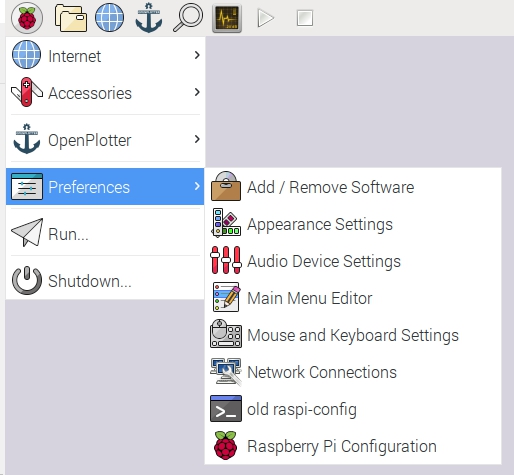 Internet
Accessories
OpenPlotter
Preferences
Run...
Shutdown...
Add / Remove Software
Appearance Settings
Audio Device Settings
Main Menu Editor
Mouse and Keyboard Settings
Network Connections
old raspi-config
Raspberry Pi Configuration